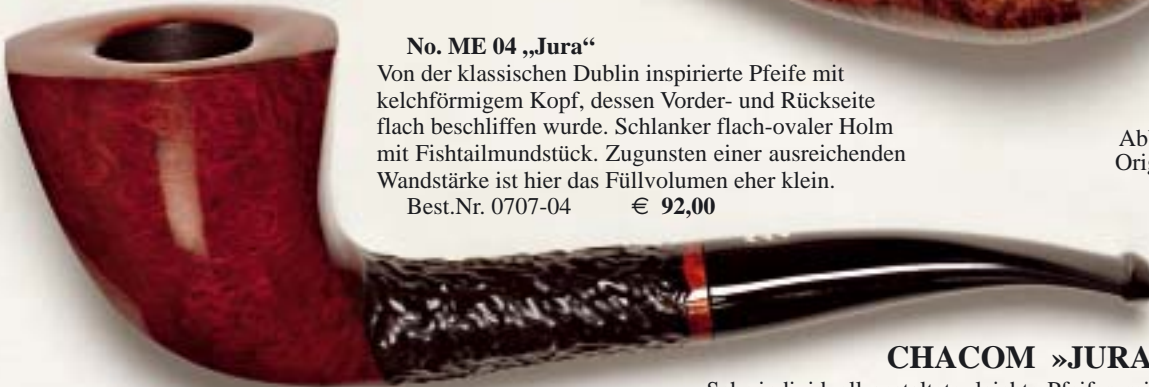 No. ME 04 „Jura“
Von der klassischen Dublin inspirierte Pfeife mit
kelchförmigem Kopf, dessen Vorder- und Rückseite
flach beschliffen wurde. Schlanker flach-ovaler Holm
mit Fishtailmundstück. Zugunsten einer ausreichenden
Wandstärke ist hier das Füllvolumen eher klein.
Best.Nr. 0707-04 € 92,00
CHACOM »JURA